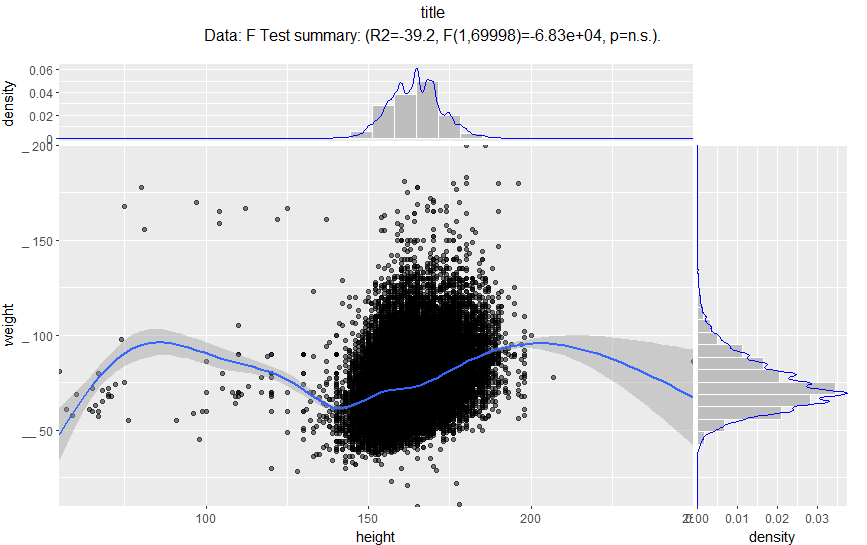 title
Data: F Test summary: (R2=-39.2, F(1,69998)=-6.83e+04, p=n.s.).
density
0.06
0.04
0.02
0
weight
200
150
100
50
100
150
200
height
0.00
0.01
0.02
0.03
density